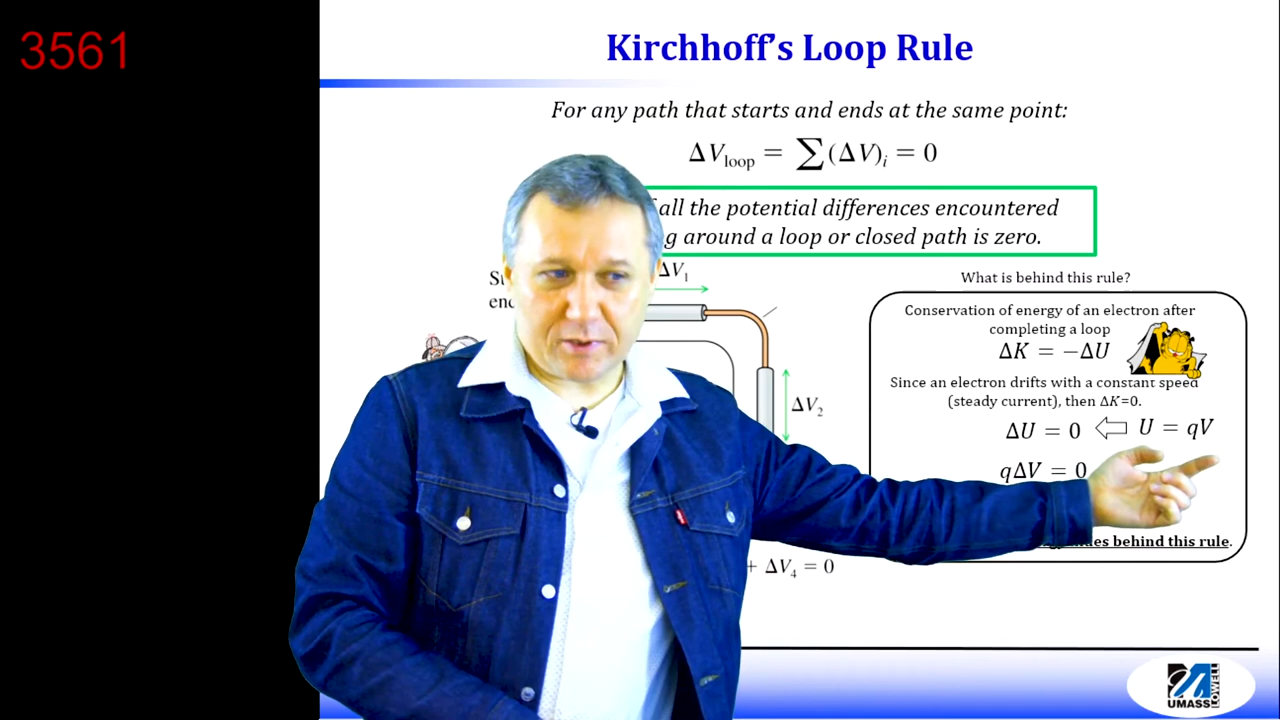 3561
Kirchhoff's Loop Rule
For any path that starts and ends at the same point:
ΔV_loop = ∑(ΔV)_i = 0
all the potential differences encountered
around a loop or closed path is zero.
ΔV₁
What is behind this rule?
Conservation of energy of an electron after
completing a loop
ΔK = −ΔU
Since an electron drifts with a constant speed
(steady current), then ΔK=0.
ΔV₂
ΔU = 0 ⇦ U = qV
qΔV = 0
behind this rule.
+ ΔV₄ = 0
UMASS
LOWELL